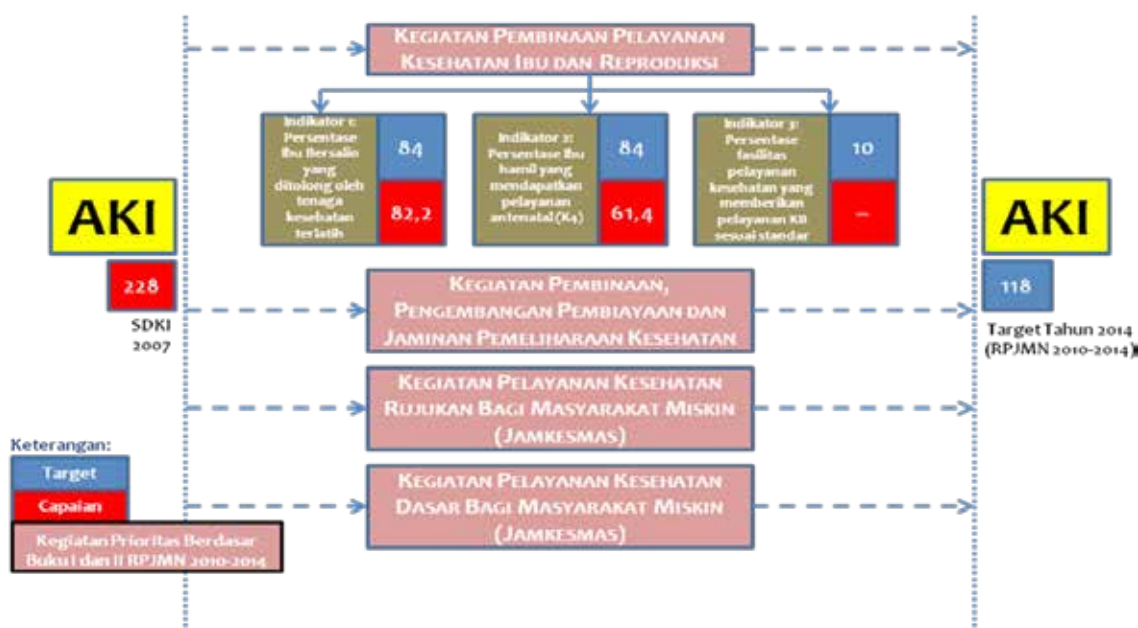 KEGIATAN PEMBINAAN PELAYANAN
KESEHATAN IBU DAN REPRODUKSI
Indikator 1:
Persentase
Ibu Bersalin
yang
ditolong oleh
tenaga
kesehatan
terlatih
84
82,2
Indikator 2:
Persentase Ibu
hamil yang
mendapatkan
pelayanan
antenatal (K4)
84
61,4
Indikator 3:
Persentase
fasilitas
pelayanan
kesehatan yang
memberikan
pelayanan KB
sesuai standar
10
–
AKI
228
SDKI
2007
AKI
118
Target Tahun 2014
(RPJMN 2010-2014)
KEGIATAN PEMBINAAN,
PENGEMBANGAN PEMBIAYAAN DAN
JAMINAN PEMELIHARAAN KESEHATAN
KEGIATAN PELAYANAN KESEHATAN
RUJUKAN BAGI MASYARAKAT MISKIN
(JAMKESMAS)
KEGIATAN PELAYANAN KESEHATAN
DASAR BAGI MASYARAKAT MISKIN
(JAMKESMAS)
Keterangan:
Target
Capaian
Kegiatan Prioritas Berdasar
Buku I dan II RPJMN 2010-2014